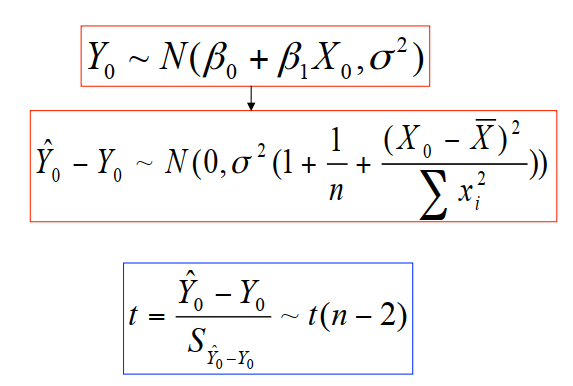 Y₀ ~ N(β₀ + β₁X₀, σ²)
Ŷ₀ − Y₀ ~ N(0, σ²(1 + 1/n + (X₀ − X̄)²/∑xᵢ²))
t = (Ŷ₀ − Y₀)/S_{Ŷ₀−Y₀} ~ t(n − 2)